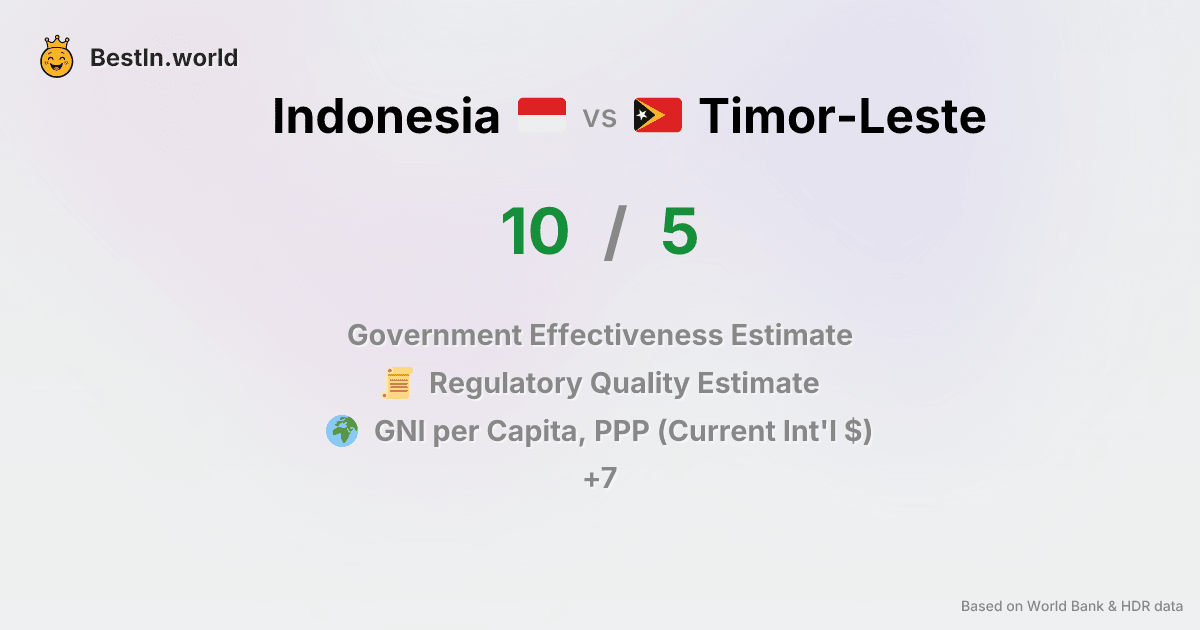 BestIn.world
Indonesia vs Timor-Leste
10 / 5
Government Effectiveness Estimate
Regulatory Quality Estimate
GNI per Capita, PPP (Current Int'l $)
+7
Based on World Bank & HDR data